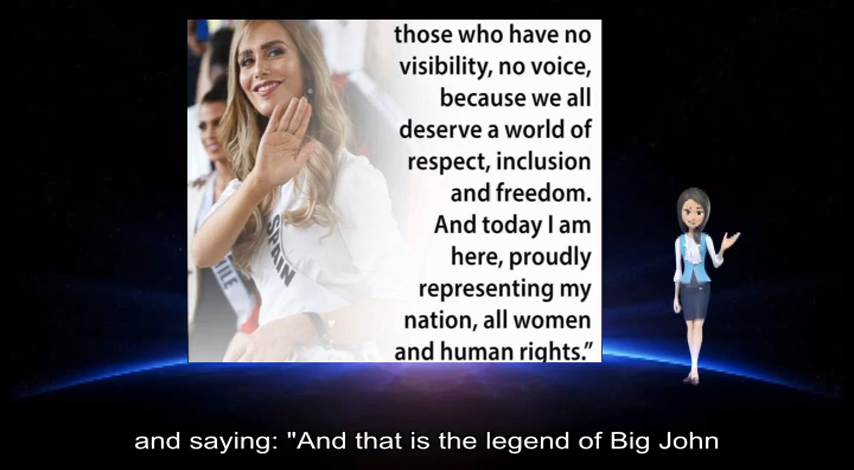 those who have no
visibility, no voice,
because we all
deserve a world of
respect, inclusion
and freedom.
And today I am
here, proudly
representing my
nation, all women
and human rights.”
SPAIN
and saying: "And that is the legend of Big John